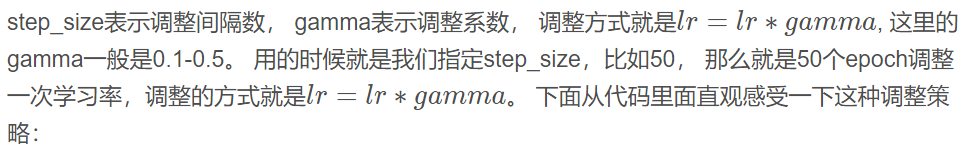 step_size表示调整间隔数， gamma表示调整系数， 调整方式就是lr = lr * gamma, 这里的
gamma一般是0.1-0.5。 用的时候就是我们指定step_size，比如50， 那么就是50个epoch调整
一次学习率，调整的方式就是lr = lr * gamma。 下面从代码里面直观感受一下这种调整策
略：